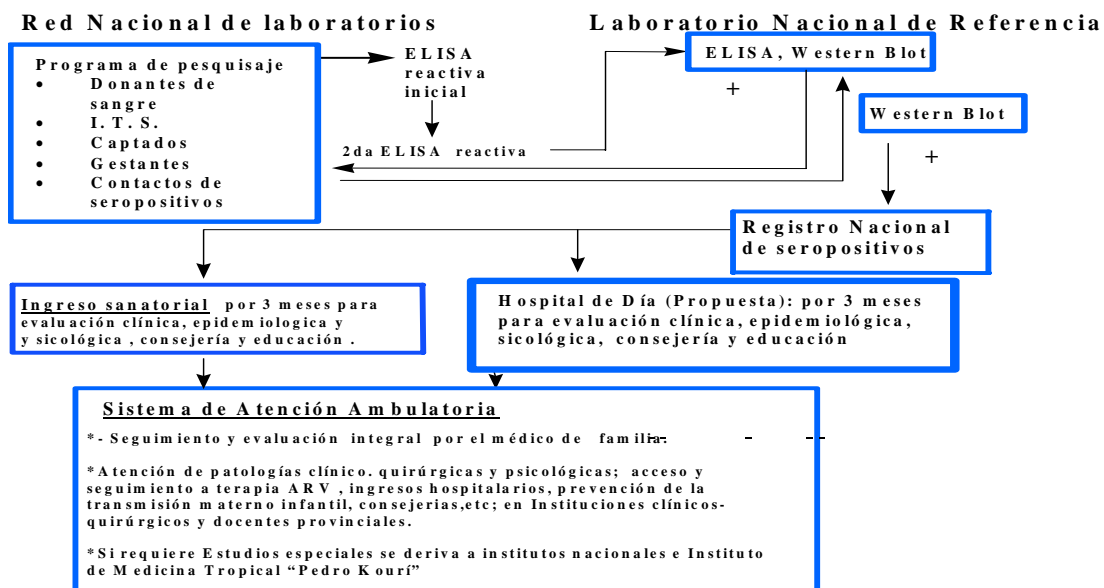 Red Nacional de laboratorios
Laboratorio Nacional de Referencia
Programa de pesquisaje
• Donantes de
sangre
• I. T. S.
• Captados
• Gestantes
• Contactos de
seropositivos
ELISA
reactiva
inicial
2da ELISA reactiva
ELISA, Western Blot
+
Western Blot
+
Registro Nacional
de seropositivos
Ingreso sanatorial por 3 meses para
evaluación clínica, epidemiologica y
y sicológica , consejería y educación .
Hospital de Día (Propuesta): por 3 meses
para evaluación clínica, epidemiológica,
sicológica, consejería y educación
Sistema de Atención Ambulatoria
*- Seguimiento y evaluación integral por el médico de familia.
*Atención de patologías clínico. quirúrgicas y psicológicas; acceso y
seguimiento a terapia ARV , ingresos hospitalarios, prevención de la
transmisión materno infantil, consejerias,etc; en Instituciones clínicos-
quirúrgicos y docentes provinciales.
*Si requiere Estudios especiales se deriva a institutos nacionales e Instituto
de Medicina Tropical “Pedro Kourí”